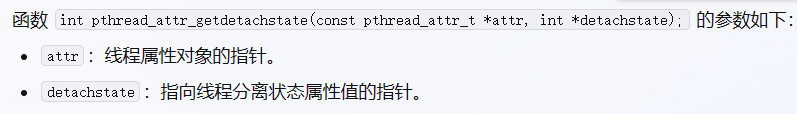 函数 int pthread_attr_getdetachstate(const pthread_attr_t *attr, int *detachstate); 的参数如下：
• attr：线程属性对象的指针。
• detachstate：指向线程分离状态属性值的指针。